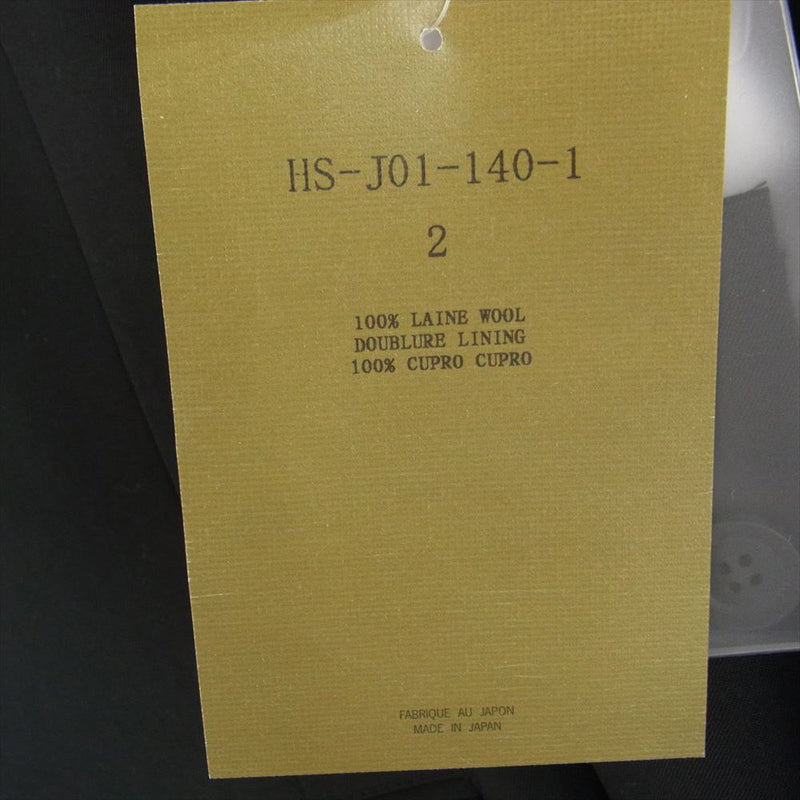 HS-J01-140-1
2
100% LAINE WOOL
DOUBLURE LINING
100% CUPRO CUPRO
FABRIQUE AU JAPON
MADE IN JAPAN